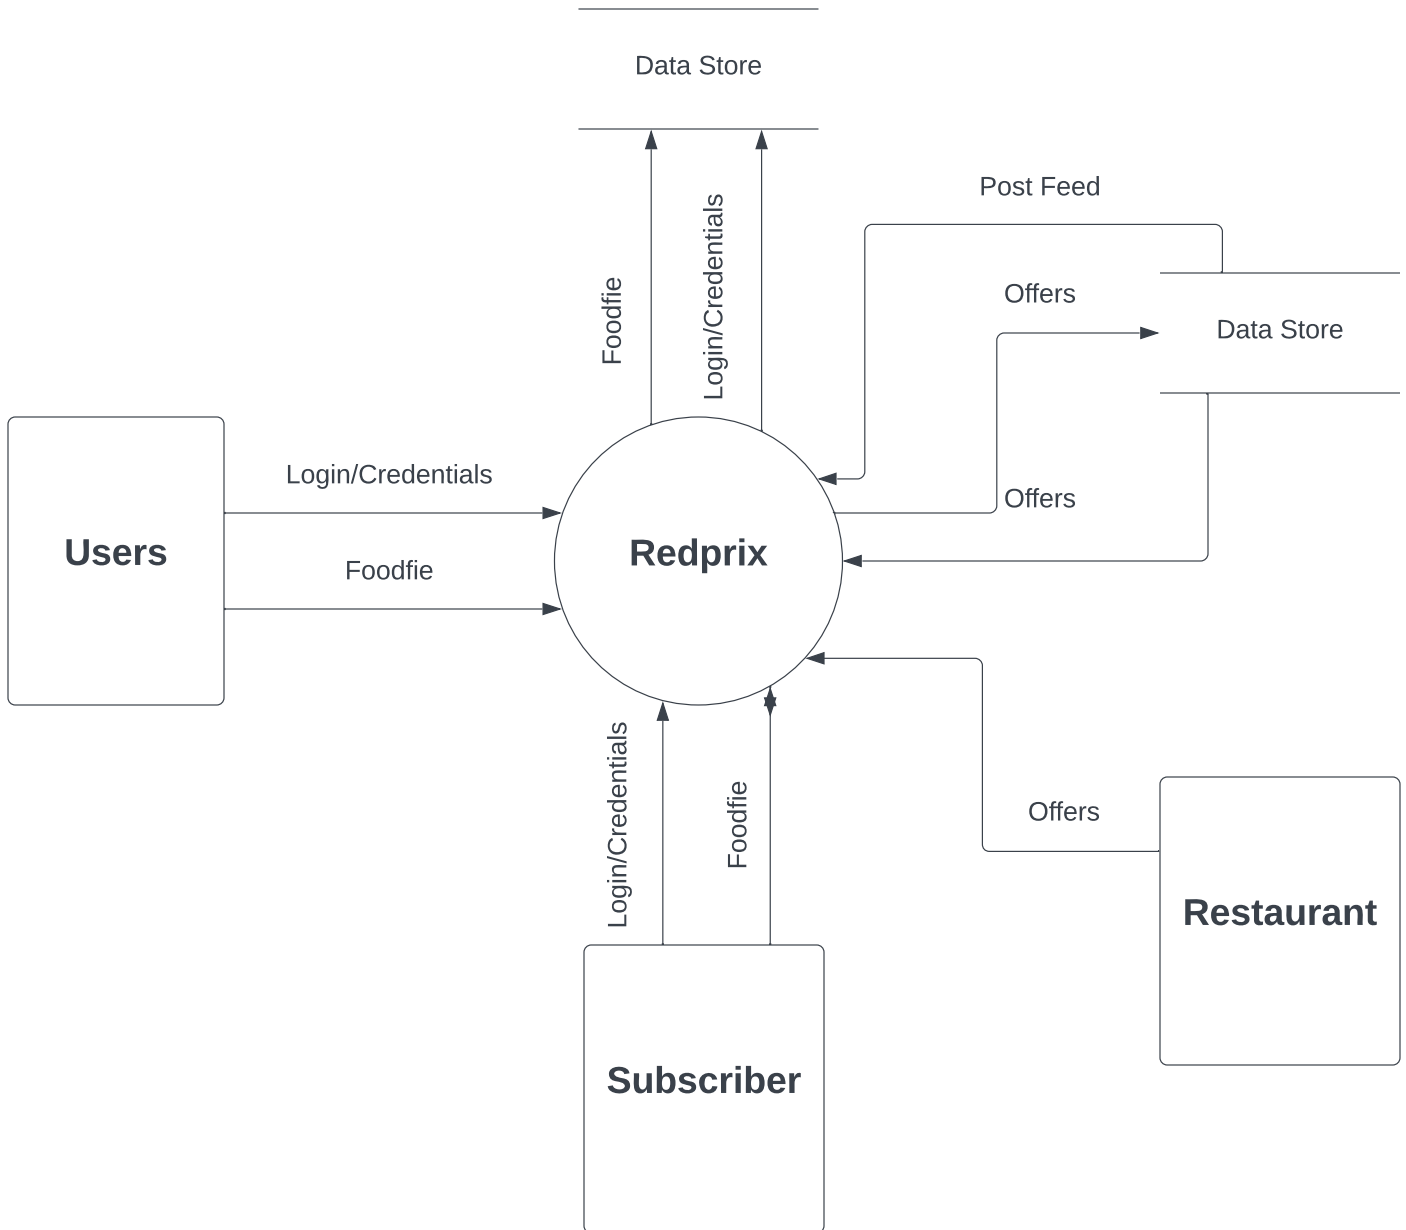 Data Store
Post Feed
Offers
Data Store
Foodfie
Login/Credentials
Login/Credentials
Offers
Users
Redprix
Foodfie
Login/Credentials
Foodfie
Offers
Restaurant
Subscriber